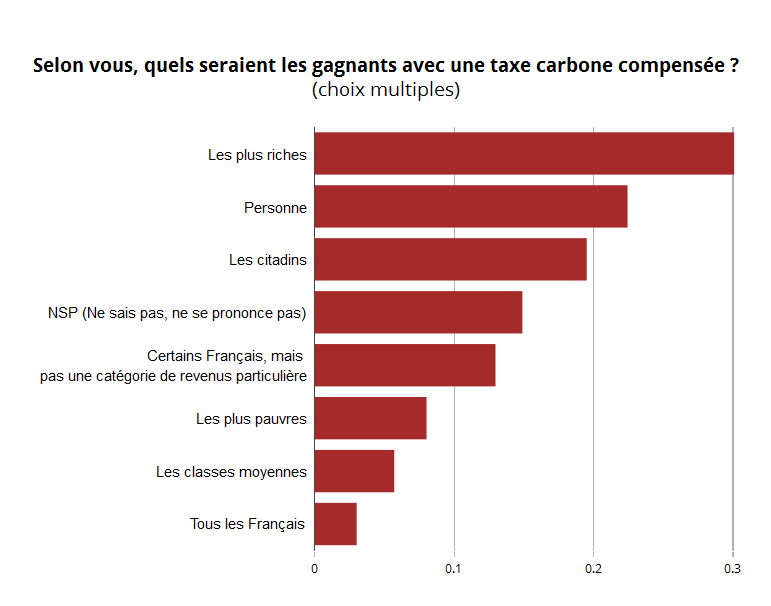 Selon vous, quels seraient les gagnants avec une taxe carbone compensée ?
(choix multiples)
Les plus riches
Personne
Les citadins
NSP (Ne sais pas, ne se prononce pas)
Certains Français, mais
pas une catégorie de revenus particulière
Les plus pauvres
Les classes moyennes
Tous les Français
0
0.1
0.2
0.3